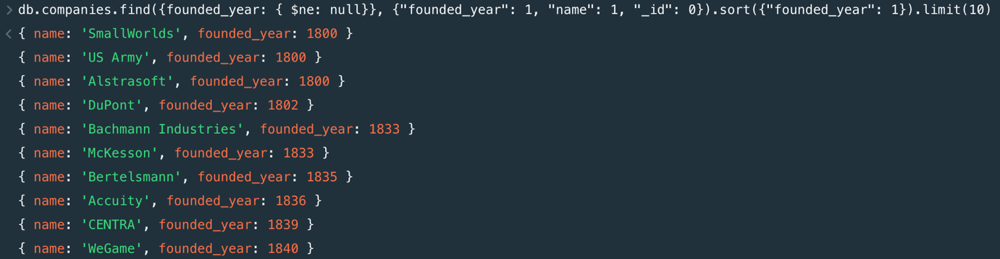 > db.companies.find({founded_year: { $ne: null}}, {"founded_year": 1, "name": 1, "_id": 0}).sort({"founded_year": 1}).limit(10)
< { name: 'SmallWorlds', founded_year: 1800 }
{ name: 'US Army', founded_year: 1800 }
{ name: 'Alstrasoft', founded_year: 1800 }
{ name: 'DuPont', founded_year: 1802 }
{ name: 'Bachmann Industries', founded_year: 1833 }
{ name: 'McKesson', founded_year: 1833 }
{ name: 'Bertelsmann', founded_year: 1835 }
{ name: 'Accuity', founded_year: 1836 }
{ name: 'CENTRA', founded_year: 1839 }
{ name: 'WeGame', founded_year: 1840 }